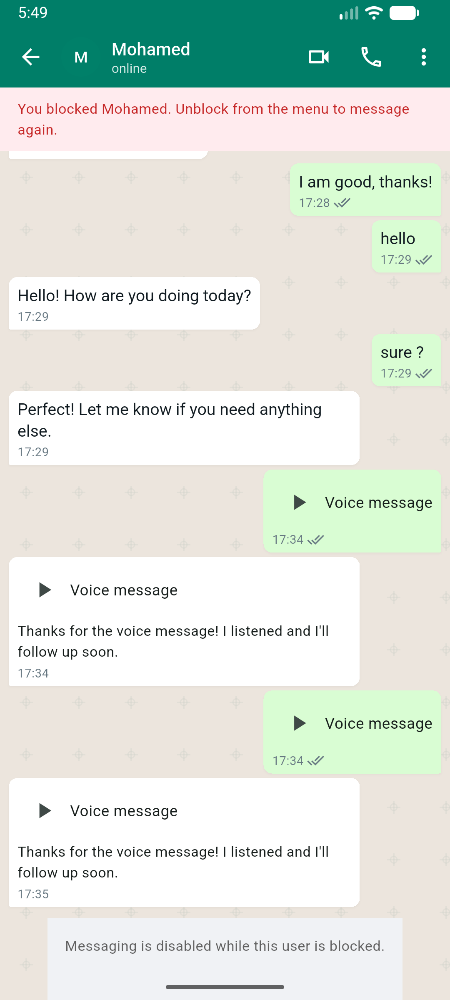 5:49
M
Mohamed
online
You blocked Mohamed. Unblock from the menu to message
again.
I am good, thanks!
17:28
hello
17:29
Hello! How are you doing today?
17:29
sure ?
17:29
Perfect! Let me know if you need anything
else.
17:29
Voice message
17:34
Voice message
Thanks for the voice message! I listened and I'll
follow up soon.
17:34
Voice message
17:34
Voice message
Thanks for the voice message! I listened and I'll
follow up soon.
17:35
Messaging is disabled while this user is blocked.